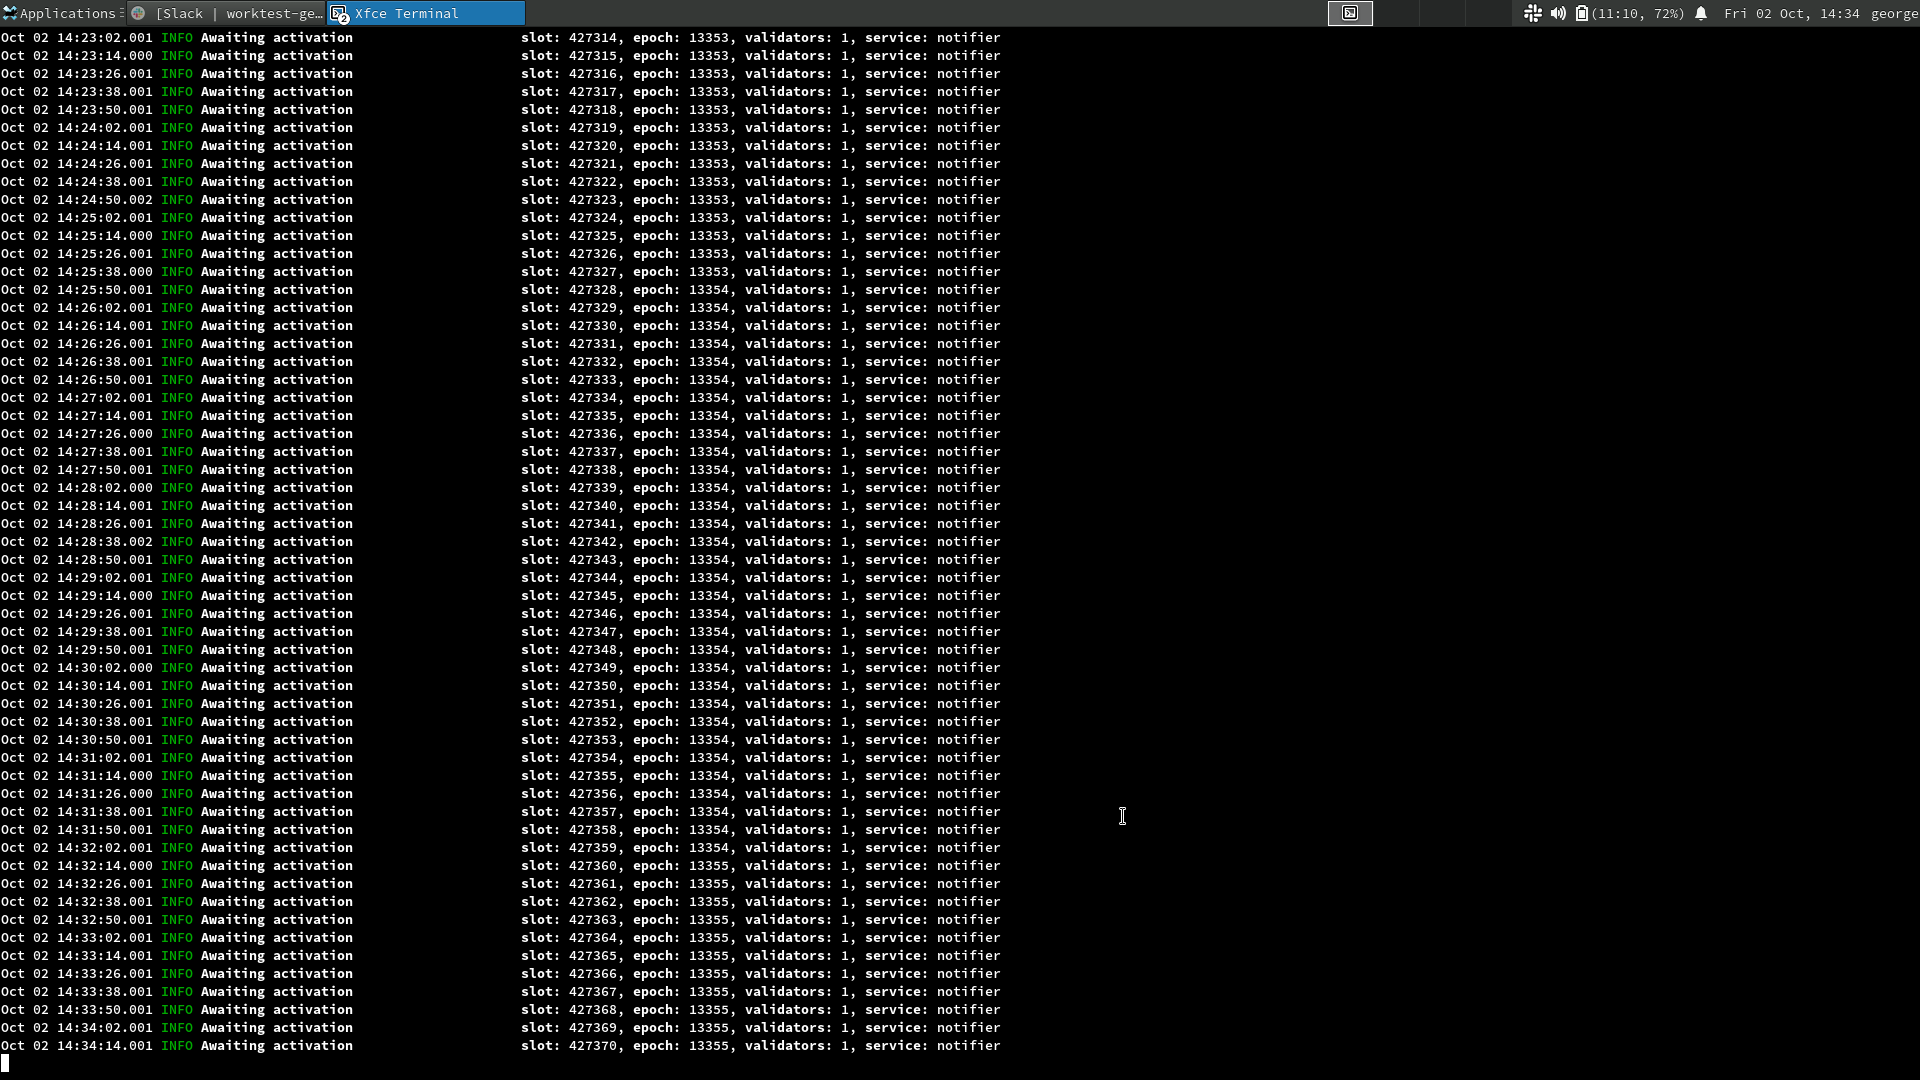 Applications [Slack | worktest-ge... 2 Xfce Terminal (11:10, 72%) Fri 02 Oct, 14:34 george
Oct 02 14:23:02.001 INFO Awaiting activation slot: 427314, epoch: 13353, validators: 1, service: notifier
Oct 02 14:23:14.000 INFO Awaiting activation slot: 427315, epoch: 13353, validators: 1, service: notifier
Oct 02 14:23:26.001 INFO Awaiting activation slot: 427316, epoch: 13353, validators: 1, service: notifier
Oct 02 14:23:38.001 INFO Awaiting activation slot: 427317, epoch: 13353, validators: 1, service: notifier
Oct 02 14:23:50.001 INFO Awaiting activation slot: 427318, epoch: 13353, validators: 1, service: notifier
Oct 02 14:24:02.001 INFO Awaiting activation slot: 427319, epoch: 13353, validators: 1, service: notifier
Oct 02 14:24:14.001 INFO Awaiting activation slot: 427320, epoch: 13353, validators: 1, service: notifier
Oct 02 14:24:26.001 INFO Awaiting activation slot: 427321, epoch: 13353, validators: 1, service: notifier
Oct 02 14:24:38.001 INFO Awaiting activation slot: 427322, epoch: 13353, validators: 1, service: notifier
Oct 02 14:24:50.002 INFO Awaiting activation slot: 427323, epoch: 13353, validators: 1, service: notifier
Oct 02 14:25:02.001 INFO Awaiting activation slot: 427324, epoch: 13353, validators: 1, service: notifier
Oct 02 14:25:14.000 INFO Awaiting activation slot: 427325, epoch: 13353, validators: 1, service: notifier
Oct 02 14:25:26.001 INFO Awaiting activation slot: 427326, epoch: 13353, validators: 1, service: notifier
Oct 02 14:25:38.000 INFO Awaiting activation slot: 427327, epoch: 13353, validators: 1, service: notifier
Oct 02 14:25:50.001 INFO Awaiting activation slot: 427328, epoch: 13354, validators: 1, service: notifier
Oct 02 14:26:02.001 INFO Awaiting activation slot: 427329, epoch: 13354, validators: 1, service: notifier
Oct 02 14:26:14.001 INFO Awaiting activation slot: 427330, epoch: 13354, validators: 1, service: notifier
Oct 02 14:26:26.001 INFO Awaiting activation slot: 427331, epoch: 13354, validators: 1, service: notifier
Oct 02 14:26:38.001 INFO Awaiting activation slot: 427332, epoch: 13354, validators: 1, service: notifier
Oct 02 14:26:50.001 INFO Awaiting activation slot: 427333, epoch: 13354, validators: 1, service: notifier
Oct 02 14:27:02.001 INFO Awaiting activation slot: 427334, epoch: 13354, validators: 1, service: notifier
Oct 02 14:27:14.001 INFO Awaiting activation slot: 427335, epoch: 13354, validators: 1, service: notifier
Oct 02 14:27:26.000 INFO Awaiting activation slot: 427336, epoch: 13354, validators: 1, service: notifier
Oct 02 14:27:38.001 INFO Awaiting activation slot: 427337, epoch: 13354, validators: 1, service: notifier
Oct 02 14:27:50.001 INFO Awaiting activation slot: 427338, epoch: 13354, validators: 1, service: notifier
Oct 02 14:28:02.000 INFO Awaiting activation slot: 427339, epoch: 13354, validators: 1, service: notifier
Oct 02 14:28:14.001 INFO Awaiting activation slot: 427340, epoch: 13354, validators: 1, service: notifier
Oct 02 14:28:26.001 INFO Awaiting activation slot: 427341, epoch: 13354, validators: 1, service: notifier
Oct 02 14:28:38.002 INFO Awaiting activation slot: 427342, epoch: 13354, validators: 1, service: notifier
Oct 02 14:28:50.001 INFO Awaiting activation slot: 427343, epoch: 13354, validators: 1, service: notifier
Oct 02 14:29:02.001 INFO Awaiting activation slot: 427344, epoch: 13354, validators: 1, service: notifier
Oct 02 14:29:14.000 INFO Awaiting activation slot: 427345, epoch: 13354, validators: 1, service: notifier
Oct 02 14:29:26.001 INFO Awaiting activation slot: 427346, epoch: 13354, validators: 1, service: notifier
Oct 02 14:29:38.001 INFO Awaiting activation slot: 427347, epoch: 13354, validators: 1, service: notifier
Oct 02 14:29:50.001 INFO Awaiting activation slot: 427348, epoch: 13354, validators: 1, service: notifier
Oct 02 14:30:02.000 INFO Awaiting activation slot: 427349, epoch: 13354, validators: 1, service: notifier
Oct 02 14:30:14.001 INFO Awaiting activation slot: 427350, epoch: 13354, validators: 1, service: notifier
Oct 02 14:30:26.001 INFO Awaiting activation slot: 427351, epoch: 13354, validators: 1, service: notifier
Oct 02 14:30:38.001 INFO Awaiting activation slot: 427352, epoch: 13354, validators: 1, service: notifier
Oct 02 14:30:50.001 INFO Awaiting activation slot: 427353, epoch: 13354, validators: 1, service: notifier
Oct 02 14:31:02.001 INFO Awaiting activation slot: 427354, epoch: 13354, validators: 1, service: notifier
Oct 02 14:31:14.000 INFO Awaiting activation slot: 427355, epoch: 13354, validators: 1, service: notifier
Oct 02 14:31:26.000 INFO Awaiting activation slot: 427356, epoch: 13354, validators: 1, service: notifier
Oct 02 14:31:38.001 INFO Awaiting activation slot: 427357, epoch: 13354, validators: 1, service: notifier
Oct 02 14:31:50.001 INFO Awaiting activation slot: 427358, epoch: 13354, validators: 1, service: notifier
Oct 02 14:32:02.001 INFO Awaiting activation slot: 427359, epoch: 13354, validators: 1, service: notifier
Oct 02 14:32:14.000 INFO Awaiting activation slot: 427360, epoch: 13355, validators: 1, service: notifier
Oct 02 14:32:26.001 INFO Awaiting activation slot: 427361, epoch: 13355, validators: 1, service: notifier
Oct 02 14:32:38.001 INFO Awaiting activation slot: 427362, epoch: 13355, validators: 1, service: notifier
Oct 02 14:32:50.001 INFO Awaiting activation slot: 427363, epoch: 13355, validators: 1, service: notifier
Oct 02 14:33:02.001 INFO Awaiting activation slot: 427364, epoch: 13355, validators: 1, service: notifier
Oct 02 14:33:14.001 INFO Awaiting activation slot: 427365, epoch: 13355, validators: 1, service: notifier
Oct 02 14:33:26.001 INFO Awaiting activation slot: 427366, epoch: 13355, validators: 1, service: notifier
Oct 02 14:33:38.001 INFO Awaiting activation slot: 427367, epoch: 13355, validators: 1, service: notifier
Oct 02 14:33:50.001 INFO Awaiting activation slot: 427368, epoch: 13355, validators: 1, service: notifier
Oct 02 14:34:02.001 INFO Awaiting activation slot: 427369, epoch: 13355, validators: 1, service: notifier
Oct 02 14:34:14.001 INFO Awaiting activation slot: 427370, epoch: 13355, validators: 1, service: notifier